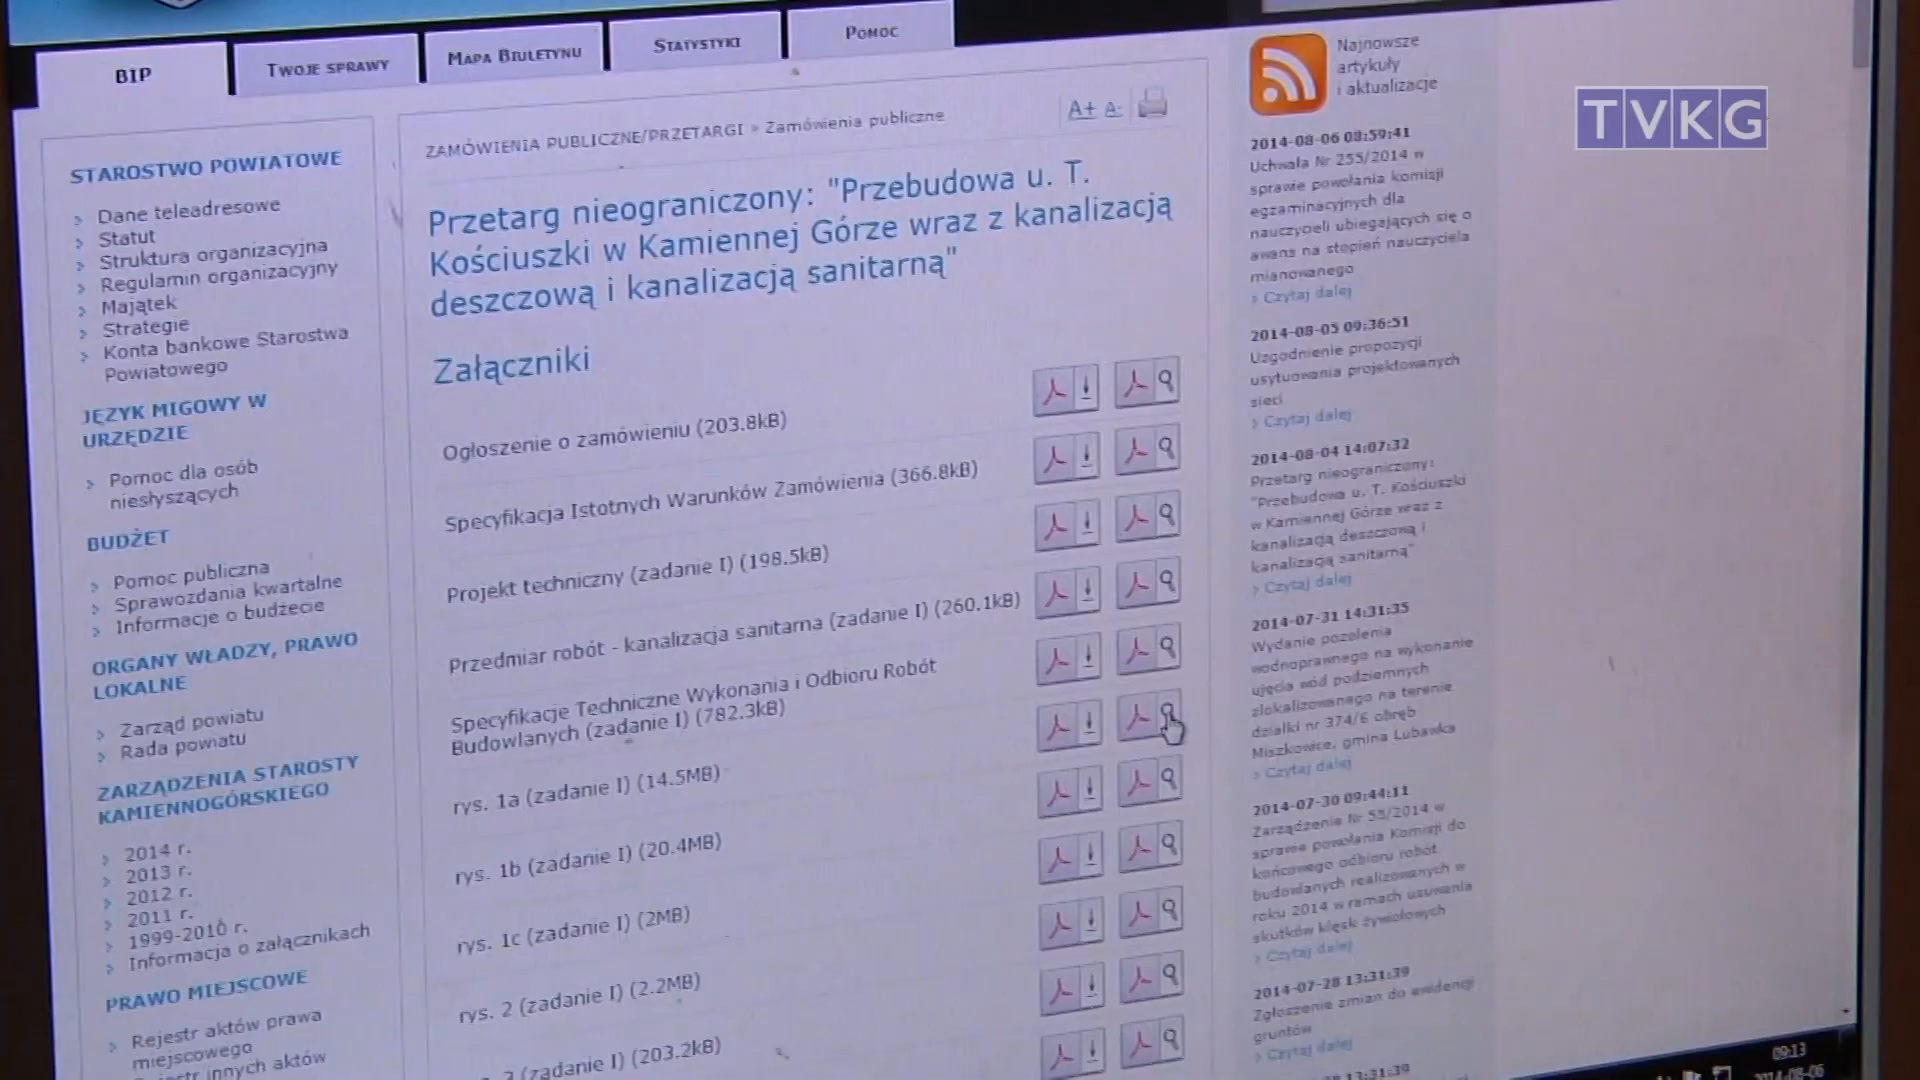 BIP
TWOJE SPRAWY
MAPA BIULETYNU
STATYSTYKI
POMOC
TVKG
STAROSTWO POWIATOWE
Dane teleadresowe
Statut
Struktura organizacyjna
Regulamin organizacyjny
Majątek
Strategie
Konta bankowe Starostwa
Powiatowego
JĘZYK MIGOWY W
URZĘDZIE
Pomoc dla osób
niesłyszących
BUDŻET
Pomoc publiczna
Sprawozdania kwartalne
Informacje o budżecie
ORGANY WŁADZY, PRAWO
LOKALNE
Zarząd powiatu
Rada powiatu
ZARZĄDZENIA STAROSTY
KAMIENNOGÓRSKIEGO
2014 r.
2013 r.
2012 r.
2011 r.
1999-2010 r.
Informacja o załącznikach
PRAWO MIEJSCOWE
Rejestr aktów prawa
miejscowego
innych aktów
ZAMÓWIENIA PUBLICZNE/PRZETARGI » Zamówienia publiczne
A+ A-
Przetarg nieograniczony: "Przebudowa u. T.
Kościuszki w Kamiennej Górze wraz z kanalizacją
deszczową i kanalizacją sanitarną"
Załączniki
Ogłoszenie o zamówieniu (203.8kB)
Specyfikacja Istotnych Warunków Zamówienia (366.8kB)
Projekt techniczny (zadanie I) (198.5kB)
Przedmiar robót - kanalizacja sanitarna (zadanie I) (260.1kB)
Specyfikacje Techniczne Wykonania i Odbioru Robót
Budowlanych (zadanie I) (782.3kB)
rys. 1a (zadanie I) (14.5MB)
rys. 1b (zadanie I) (20.4MB)
rys. 1c (zadanie I) (2MB)
rys. 2 (zadanie I) (2.2MB)
3 (zadanie I) (203.2kB)
Najnowsze
artykuły
i aktualizacje
2014-08-06 08:59:41
Uchwała Nr 255/2014 w
sprawie powołania komisji
egzaminacyjnych dla
nauczycieli ubiegających się o
awans na stopień nauczyciela
mianowanego
› Czytaj dalej
2014-08-05 09:36:51
Uzgodnienie propozycji
usytuowania projektowanych
sieci
› Czytaj dalej
2014-08-04 14:07:32
Przetarg nieograniczony:
"Przebudowa u. T. Kościuszki
w Kamiennej Górze wraz z
kanalizacją deszczową i
kanalizacją sanitarną"
› Czytaj dalej
2014-07-31 14:31:35
Wydanie pozolenia
wodnoprawnego na wykonanie
ujęcia wód podziemnych
zlokalizowanego na terenie
działki nr 374/6 obręb
Miszkowice, gmina Lubawka
› Czytaj dalej
2014-07-30 09:44:11
Zarządzenie Nr 55/2014 w
sprawie powołania Komisji do
końcowego odbioru robót
budowlanych realizowanych w
roku 2014 w ramach usuwania
skutków klęsk żywiołowych
› Czytaj dalej
2014-07-28 13:31:39
Zgłoszenie zmian do ewidencji
gruntów
› Czytaj dalej
13:31:39
09:13
2014-08-06